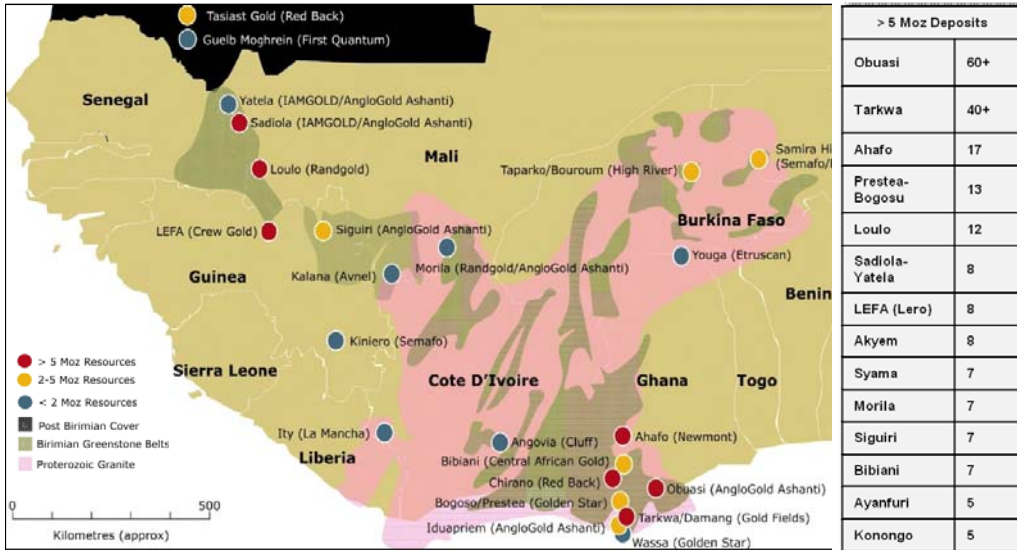 Tasiast Gold (Red Back)
Guelb Moghrein (First Quantum)
Senegal
Yatela (IAMGOLD/AngloGold Ashanti)
Sadiola (IAMGOLD/AngloGold Ashanti)
Mali
Loulo (Randgold)
Taparko/Bouroum (High River)
Samira Hi
(Semafo/
Burkina Faso
LEFA (Crew Gold)
Siguiri (AngloGold Ashanti)
Guinea
Kalana (Avnel)
Morila (Randgold/AngloGold Ashanti)
Youga (Etruscan)
Benin
Kiniero (Semafo)
Sierra Leone
Cote D'Ivoire
Ghana
Togo
> 5 Moz Resources
2-5 Moz Resources
< 2 Moz Resources
Post Birimian Cover
Birimian Greenstone Belts
Proterozoic Granite
Ity (La Mancha)
Liberia
Angovia (Cluff)
Ahafo (Newmont)
Bibiani (Central African Gold)
Chirano (Red Back)
Obuasi (AngloGold Ashanti)
Bogoso/Prestea (Golden Star)
Tarkwa/Damang (Gold Fields)
Iduapriem (AngloGold Ashanti)
Wassa (Golden Star)
0 500
Kilometres (approx)
> 5 Moz Deposits
Obuasi 60+
Tarkwa 40+
Ahafo 17
Prestea-
Bogosu 13
Loulo 12
Sadiola-
Yatela 8
LEFA (Lero) 8
Akyem 8
Syama 7
Morila 7
Siguiri 7
Bibiani 7
Ayanfuri 5
Konongo 5